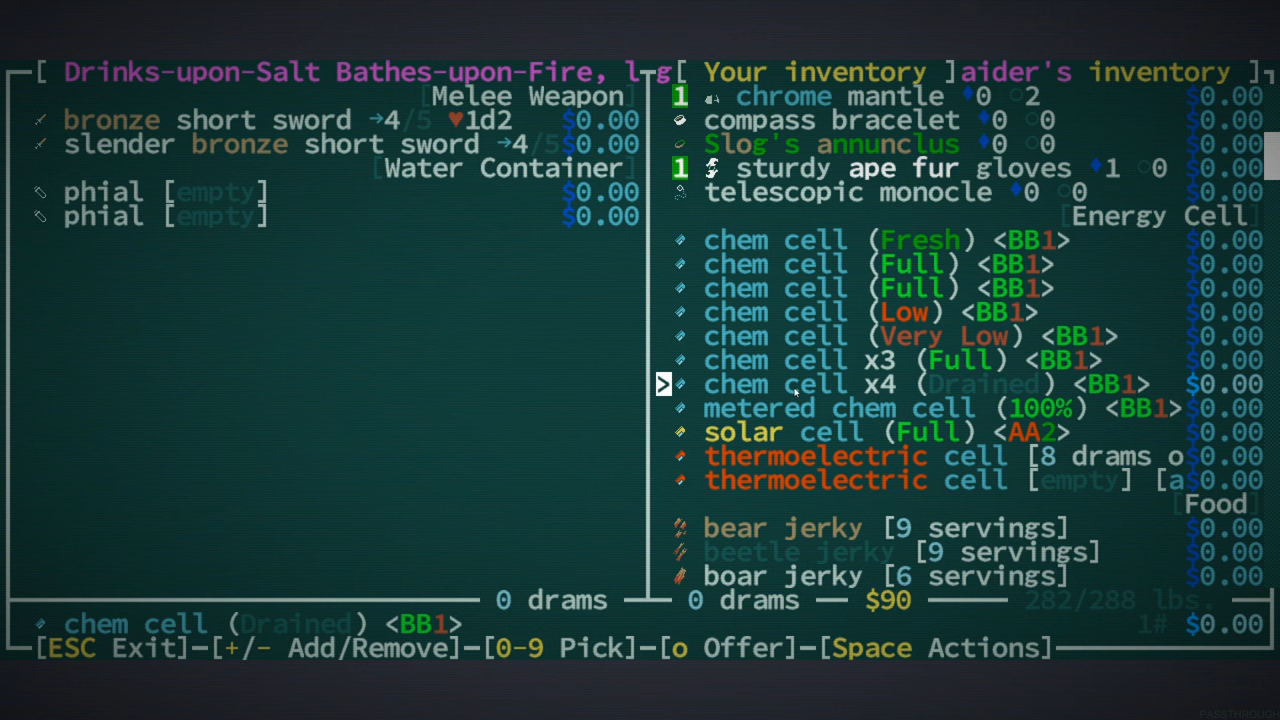 [ Drinks-upon-Salt Bathes-upon-Fire, l g[ Your inventory ]aider's inventory ]
[Melee Weapon]
bronze short sword →4/5 ♥1d2 $0.00
slender bronze short sword →4/5 $0.00
[Water Container]
phial [empty] $0.00
phial [empty] $0.00
1 chrome mantle ♦0 ○2 $0.00
compass bracelet ♦0 ○0 $0.00
Slog's annunclus ♦0 ○0 $0.00
1 sturdy ape fur gloves ♦1 ○0 $0.00
telescopic monocle ♦0 ○0 $0.00
[Energy Cell]
chem cell (Fresh) <BB1> $0.00
chem cell (Full) <BB1> $0.00
chem cell (Full) <BB1> $0.00
chem cell (Low) <BB1> $0.00
chem cell (Very Low) <BB1> $0.00
chem cell x3 (Full) <BB1> $0.00
> chem cell x4 (Drained) <BB1> $0.00
metered chem cell (100%) <BB1> $0.00
solar cell (Full) <AA2> $0.00
thermoelectric cell [8 drams o $0.00
thermoelectric cell [empty] [a $0.00
[Food]
bear jerky [9 servings] $0.00
beetle jerky [9 servings] $0.00
boar jerky [6 servings] $0.00
0 drams 0 drams $90 282/288 lbs.
chem cell (Drained) <BB1> 1# $0.00
[ESC Exit]-[+/- Add/Remove]-[0-9 Pick]-[o Offer]-[Space Actions]